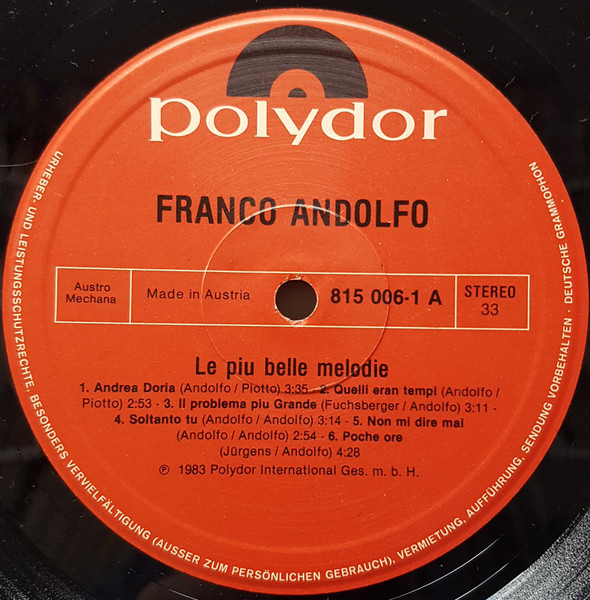 polydor
FRANCO ANDOLFO
Austro
Mechana
Made in Austria
815 006-1 A
STEREO
33
Le piu belle melodie
1. Andrea Doria (Andolfo / Piotto) 3:35 - 2. Quelli eran tempi (Andolfo /
Piotto) 2:53 - 3. Il problema piu Grande (Fuchsberger / Andolfo) 3:11 -
4. Soltanto tu (Andolfo / Andolfo) 3:14 - 5. Non mi dire mai
(Andolfo / Andolfo) 2:54 - 6. Poche ore
(Jürgens / Andolfo) 4:28
℗ 1983 Polydor International Ges. m. b. H.
URHEBER- UND LEISTUNGSSCHUTZRECHTE, BESONDERS VERVIELFÄLTIGUNG (AUSSER ZUM PERSÖNLICHEN GEBRAUCH), VERMIETUNG, AUFFÜHRUNG, SENDUNG VORBEHALTEN · DEUTSCHE GRAMMOPHON